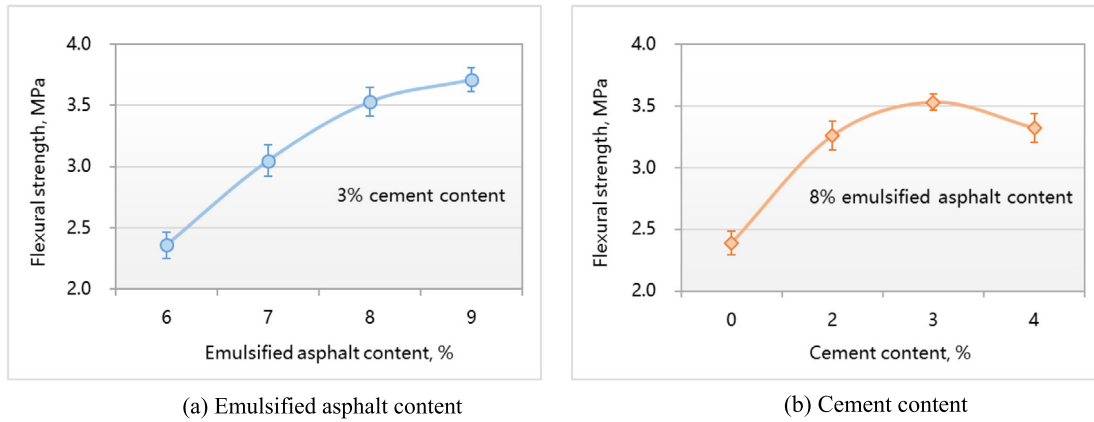 4.0
3.5
3.0
2.5
2.0
Flexural strength, MPa
3% cement content
6 7 8 9
Emulsified asphalt content, %
(a) Emulsified asphalt content
4.0
3.5
3.0
2.5
2.0
Flexural strength, MPa
8% emulsified asphalt content
0 2 3 4
Cement content, %
(b) Cement content